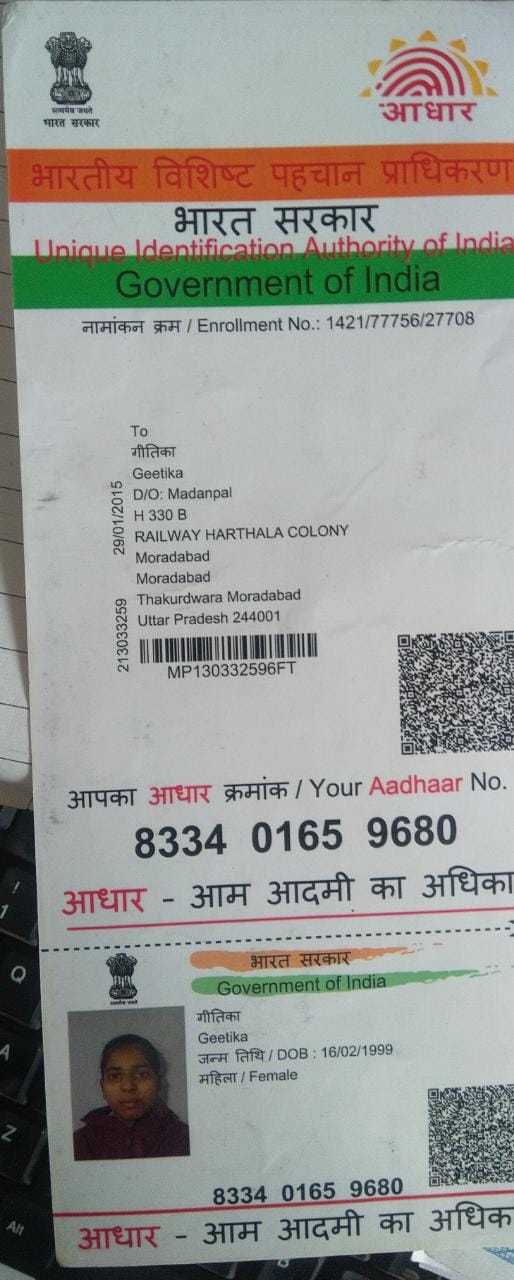 सत्यमेव जयते
भारत सरकार
आधार
भारतीय विशिष्ट पहचान प्राधिकरण
भारत सरकार
Unique Identification Authority of India
Government of India
नामांकन क्रम / Enrollment No.: 1421/77756/27708
To
गीतिका
Geetika
D/O: Madanpal
H 330 B
RAILWAY HARTHALA COLONY
Moradabad
Moradabad
Thakurdwara Moradabad
Uttar Pradesh 244001
29/01/2015
213033259
MP130332596FT
आपका आधार क्रमांक / Your Aadhaar No.
8334 0165 9680
आधार - आम आदमी का अधिका
भारत सरकार
Government of India
गीतिका
Geetika
जन्म तिथि / DOB : 16/02/1999
महिला / Female
8334 0165 9680
आधार - आम आदमी का अधिका
!
1
Q
A
Z
Alt